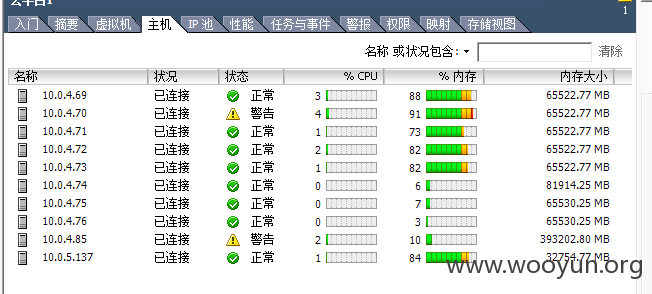 云平台1
1
入门 摘要 虚拟机 主机 IP 池 性能 任务与事件 警报 权限 映射 存储视图
名称 或状况包含: 清除
名称 状况 状态 % CPU % 内存 内存大小
10.0.4.69 已连接 正常 3 88 65522.77 MB
10.0.4.70 已连接 警告 4 91 65522.77 MB
10.0.4.71 已连接 正常 1 73 65522.77 MB
10.0.4.72 已连接 正常 2 82 65522.77 MB
10.0.4.73 已连接 正常 1 82 65522.77 MB
10.0.4.74 已连接 正常 0 6 81914.25 MB
10.0.4.75 已连接 正常 0 7 65530.25 MB
10.0.4.76 已连接 正常 0 3 65530.25 MB
10.0.4.85 已连接 警告 2 10 393202.80 MB
10.0.5.137 已连接 正常 1 84 32754.77 MB
www.wooyun.org